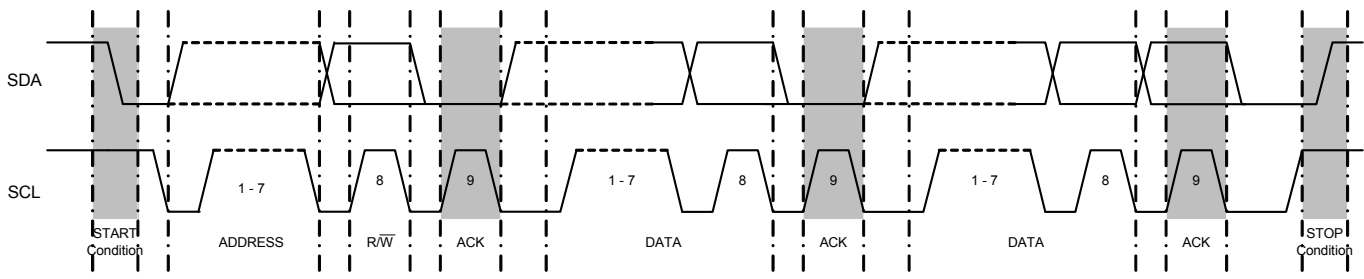 SDA
SCL
1 - 7
8
9
1 - 7
8
9
1 - 7
8
9
START
Condition
ADDRESS
R/W̅
ACK
DATA
ACK
DATA
ACK
STOP
Condition